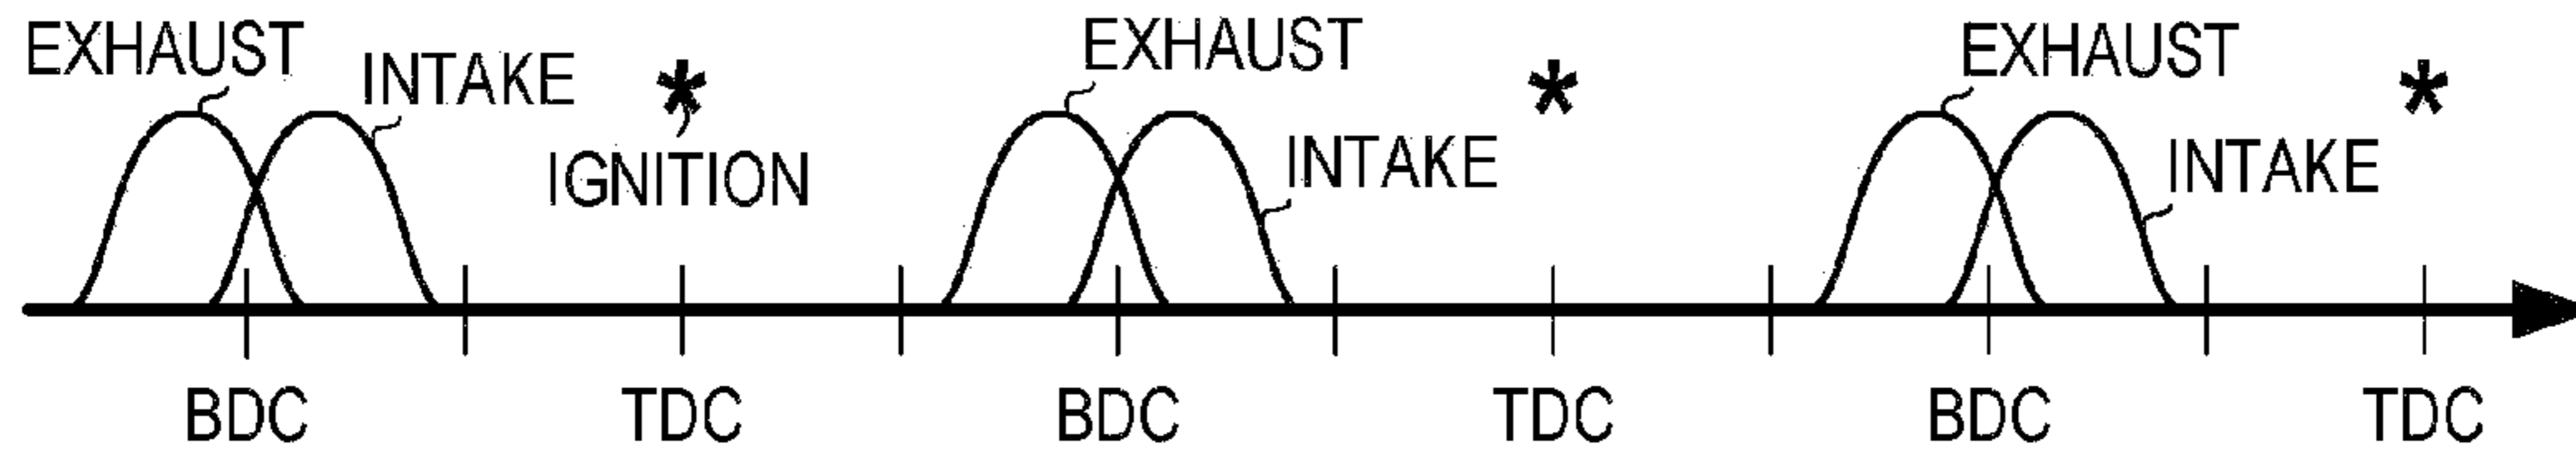 EXHAUST
INTAKE
*
IGNITION
EXHAUST
INTAKE
*
EXHAUST
INTAKE
*
BDC TDC BDC TDC BDC TDC